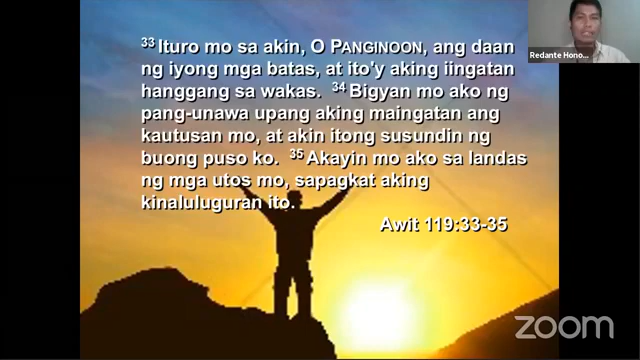 33 Ituro mo sa akin, O PANGINOON, ang daan
ng iyong mga batas, at ito'y aking iingatan
hanggang sa wakas. 34 Bigyan mo ako ng
pang-unawa upang aking maingatan ang
kautusan mo, at akin itong susundin ng
buong puso ko. 35 Akayin mo ako sa landas
ng mga utos mo, sapagkat aking
kinaluluguran ito.
Awit 119:33-35
Redante Hono...
zoom